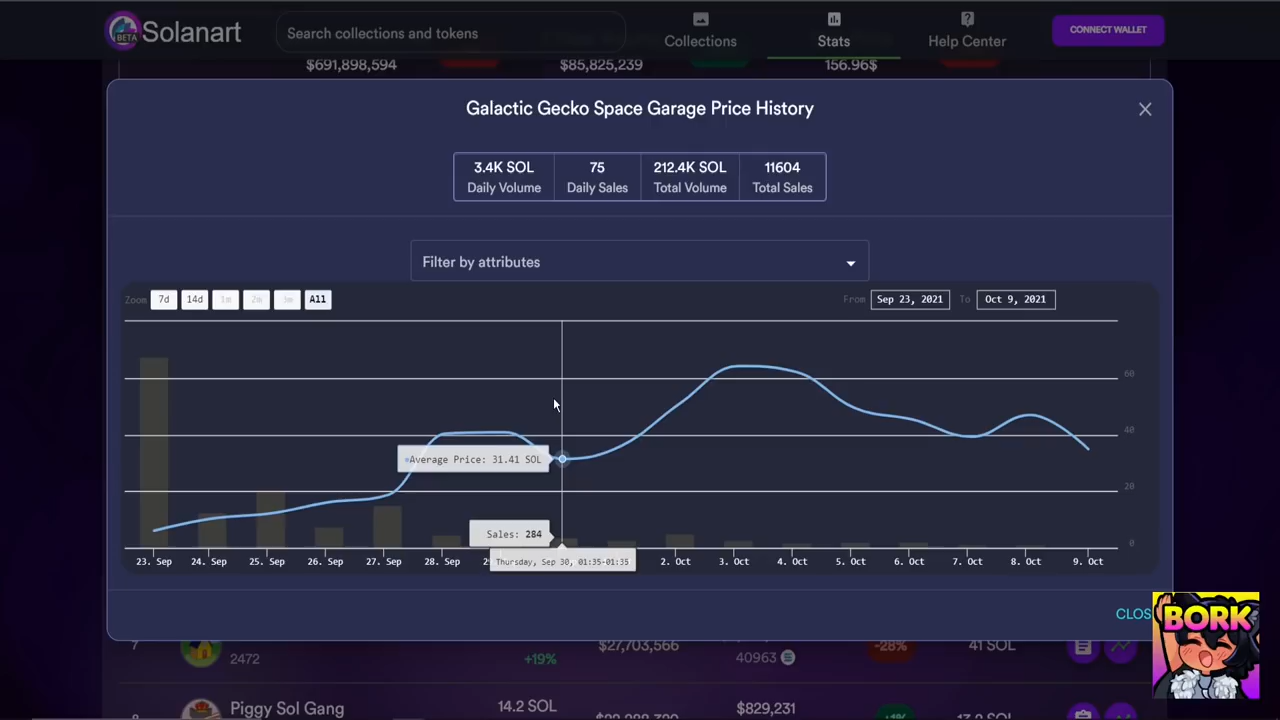 BETA
Solanart
Search collections and tokens
Collections
Stats
Help Center
CONNECT WALLET
$691,898,594
$85,825,239
156.96$
Galactic Gecko Space Garage Price History
3.4K SOL
Daily Volume
75
Daily Sales
212.4K SOL
Total Volume
11604
Total Sales
Filter by attributes
Zoom 7d 14d 1m 2m 3m All
From Sep 23, 2021 To Oct 9, 2021
60
40
20
0
Average Price: 31.41 SOL
Sales: 284
Thursday, Sep 30, 01:35-01:35
23. Sep 24. Sep 25. Sep 26. Sep 27. Sep 28. Sep 2. Oct 3. Oct 4. Oct 5. Oct 6. Oct 7. Oct 8. Oct 9. Oct
CLOS
BORK
7
2472
+19%
$27,703,566
40963
-28%
41 SOL
Piggy Sol Gang
14.2 SOL
$829,231